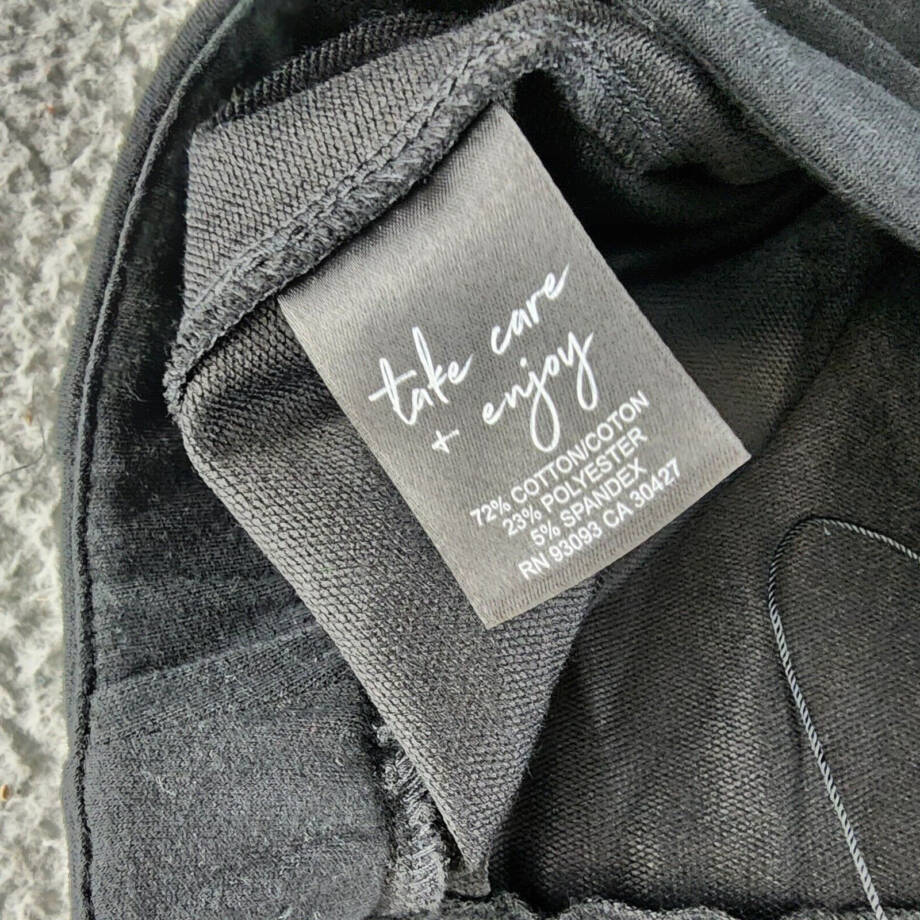 take care
+ enjoy
72% COTTON/COTON
23% POLYESTER
5% SPANDEX
RN 93093 CA 30427